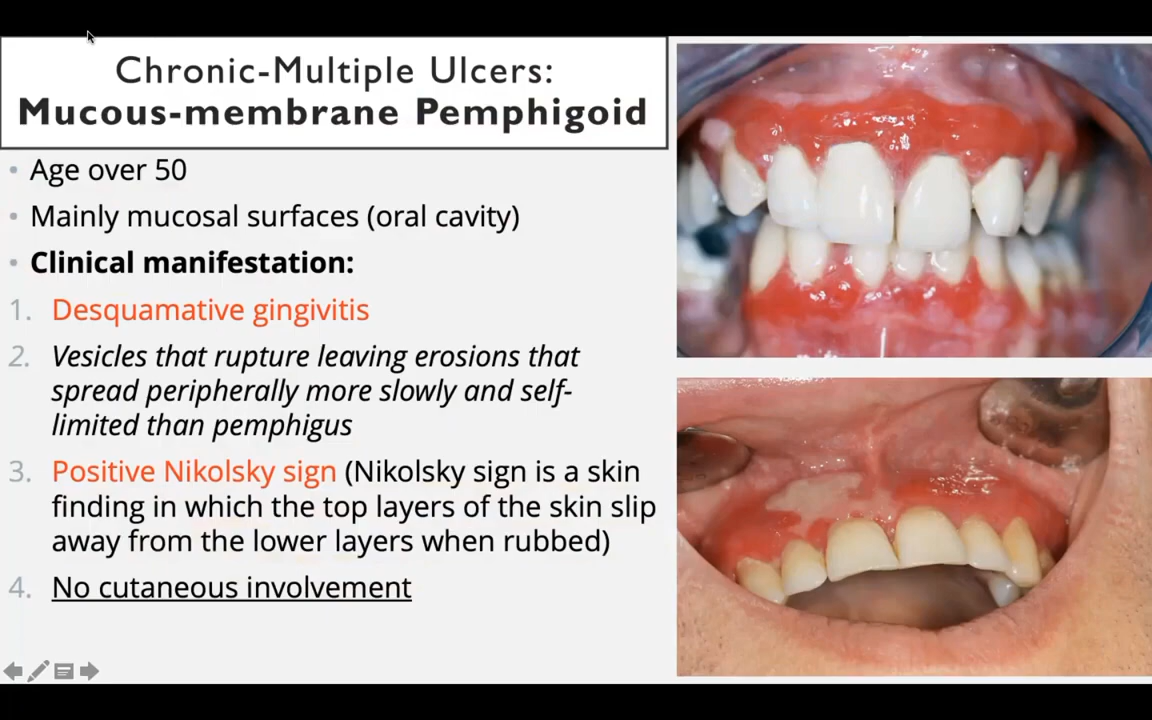 Chronic-Multiple Ulcers:
Mucous-membrane Pemphigoid
• Age over 50
• Mainly mucosal surfaces (oral cavity)
• Clinical manifestation:
1. Desquamative gingivitis
2. Vesicles that rupture leaving erosions that
spread peripherally more slowly and self-
limited than pemphigus
3. Positive Nikolsky sign (Nikolsky sign is a skin
finding in which the top layers of the skin slip
away from the lower layers when rubbed)
4. No cutaneous involvement